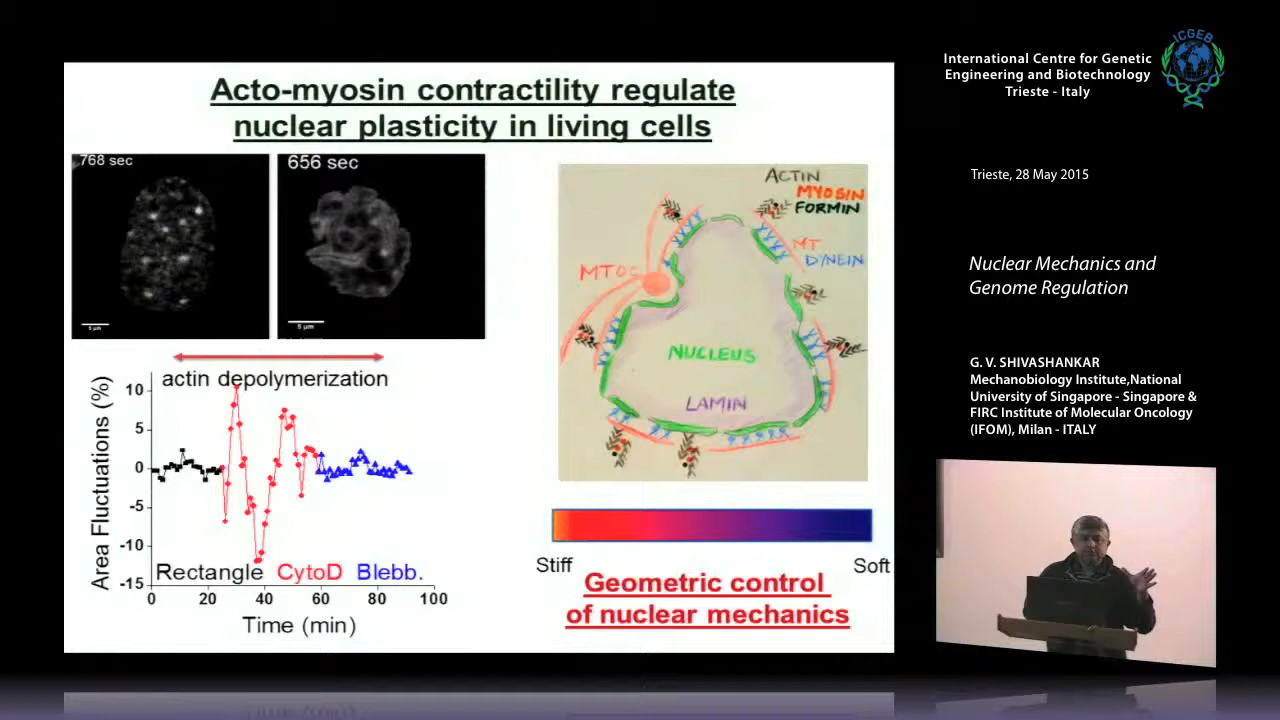 Acto-myosin contractility regulate
nuclear plasticity in living cells
768 sec
656 sec
5 µm
5 µm
actin depolymerization
Area Fluctuations (%)
10
5
0
-5
-10
-15
Rectangle CytoD Blebb.
0 20 40 60 80 100
Time (min)
ACTIN
MYOSIN
FORMIN
MT
DYNEIN
MTOC
NUCLEUS
LAMIN
Stiff
Soft
Geometric control
of nuclear mechanics
International Centre for Genetic
Engineering and Biotechnology
Trieste - Italy
ICGEB
Trieste, 28 May 2015
Nuclear Mechanics and
Genome Regulation
G. V. SHIVASHANKAR
Mechanobiology Institute,National
University of Singapore - Singapore &
FIRC Institute of Molecular Oncology
(IFOM), Milan - ITALY